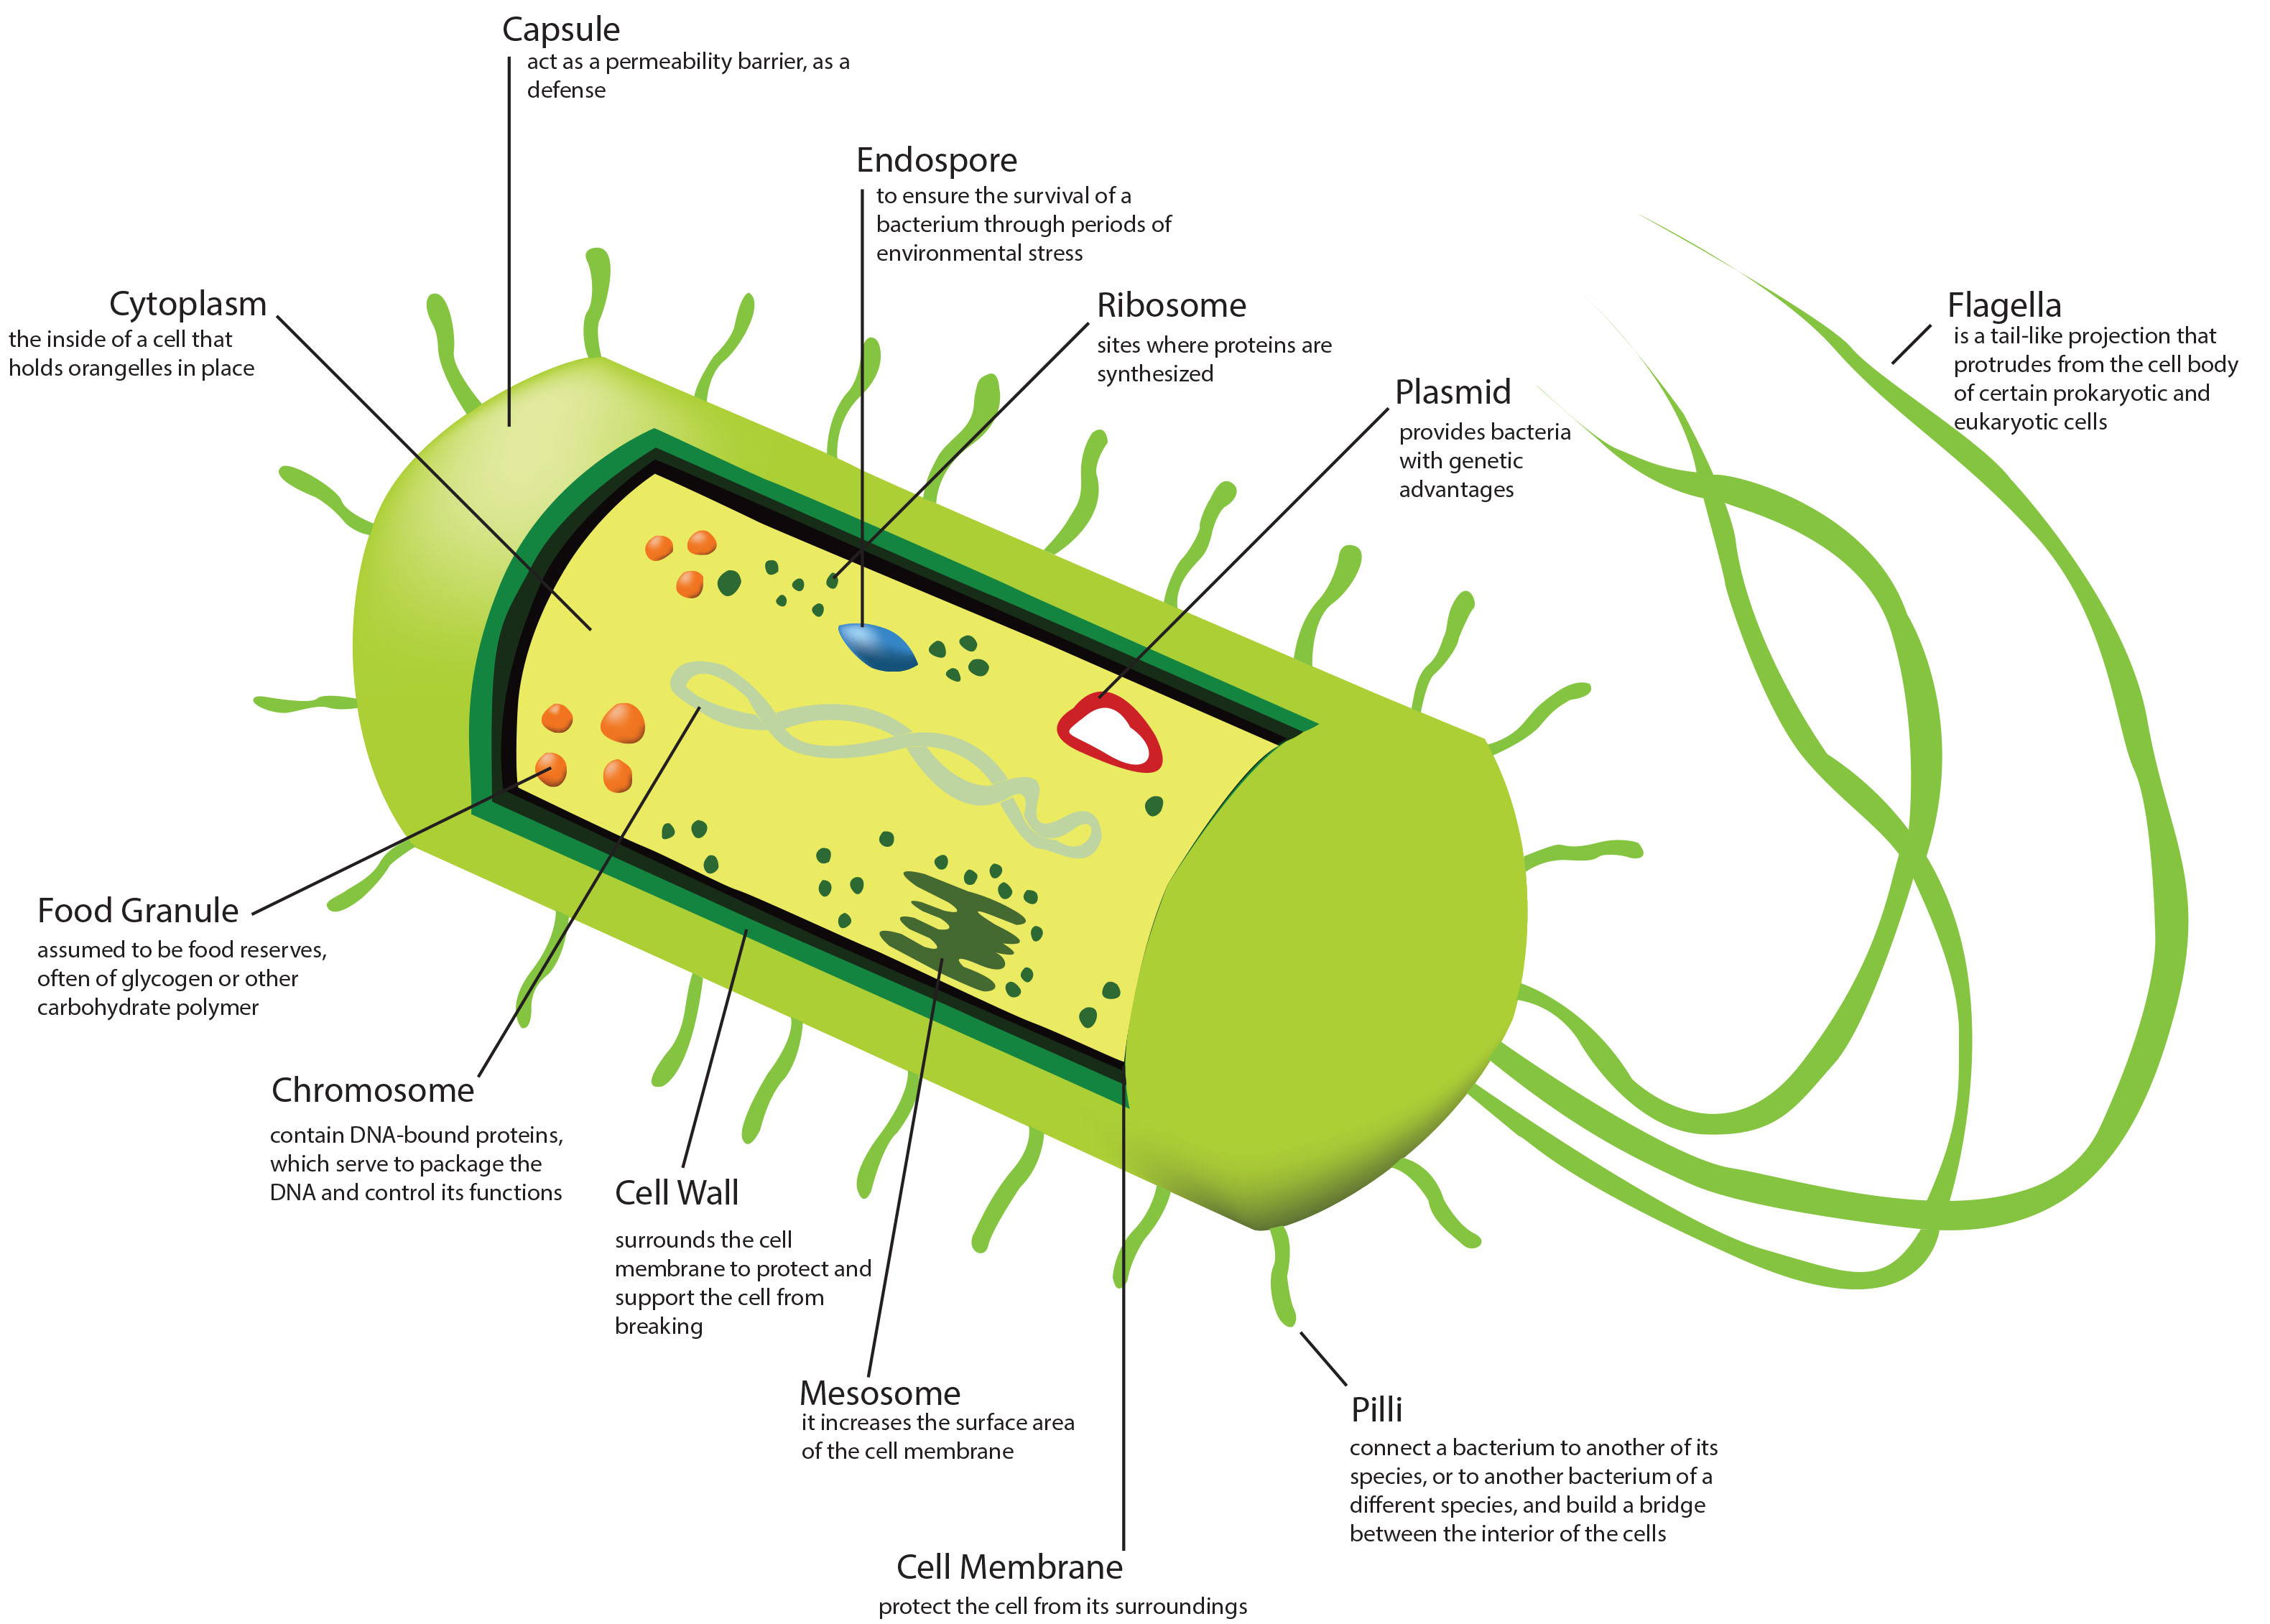 Capsule
act as a permeability barrier, as a
defense
Endospore
to ensure the survival of a
bacterium through periods of
environmental stress
Cytoplasm
the inside of a cell that
holds orangelles in place
Ribosome
sites where proteins are
synthesized
Flagella
is a tail-like projection that
protrudes from the cell body
of certain prokaryotic and
eukaryotic cells
Plasmid
provides bacteria
with genetic
advantages
Food Granule
assumed to be food reserves,
often of glycogen or other
carbohydrate polymer
Chromosome
contain DNA-bound proteins,
which serve to package the
DNA and control its functions
Cell Wall
surrounds the cell
membrane to protect and
support the cell from
breaking
Mesosome
it increases the surface area
of the cell membrane
Pilli
connect a bacterium to another of its
species, or to another bacterium of a
different species, and build a bridge
between the interior of the cells
Cell Membrane
protect the cell from its surroundings